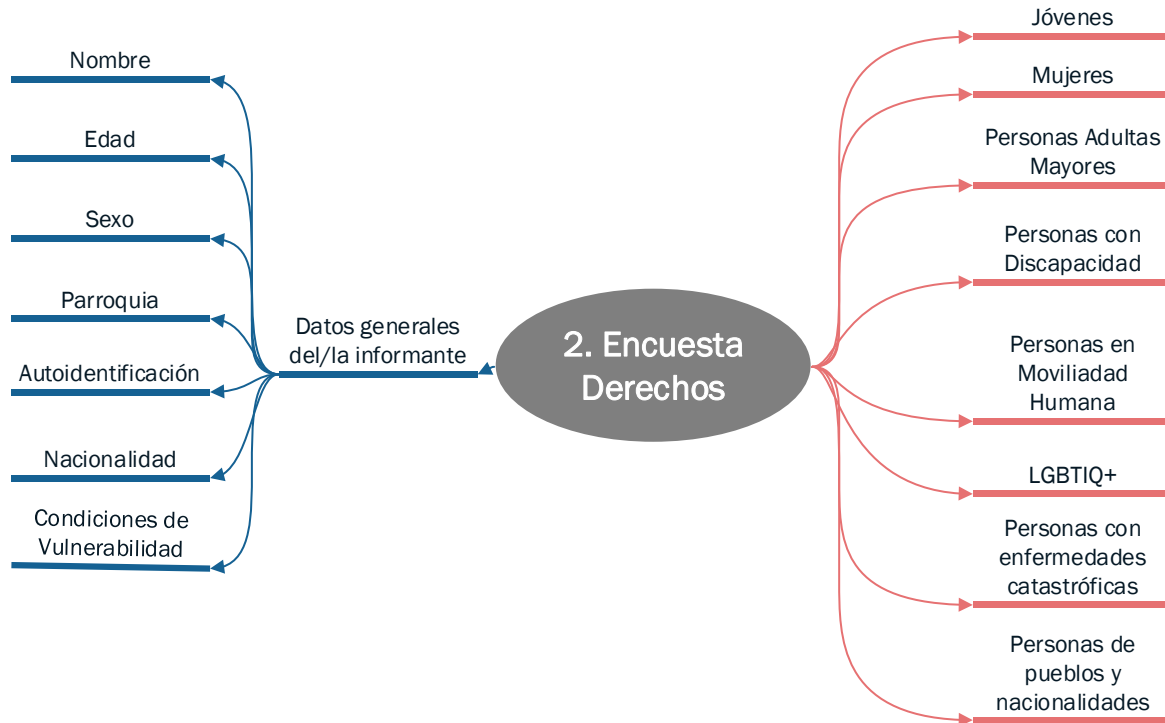 Nombre
Edad
Sexo
Parroquia
Autoidentificación
Nacionalidad
Condiciones de
Vulnerabilidad
Datos generales
del/la informante
2. Encuesta
Derechos
Jóvenes
Mujeres
Personas Adultas
Mayores
Personas con
Discapacidad
Personas en
Moviliadad
Humana
LGBTIQ+
Personas con
enfermedades
catastróficas
Personas de
pueblos y
nacionalidades